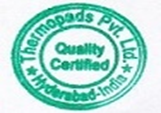 Thermopads Pvt. Ltd.
Quality
Certified
★ Hyderabad-India ★